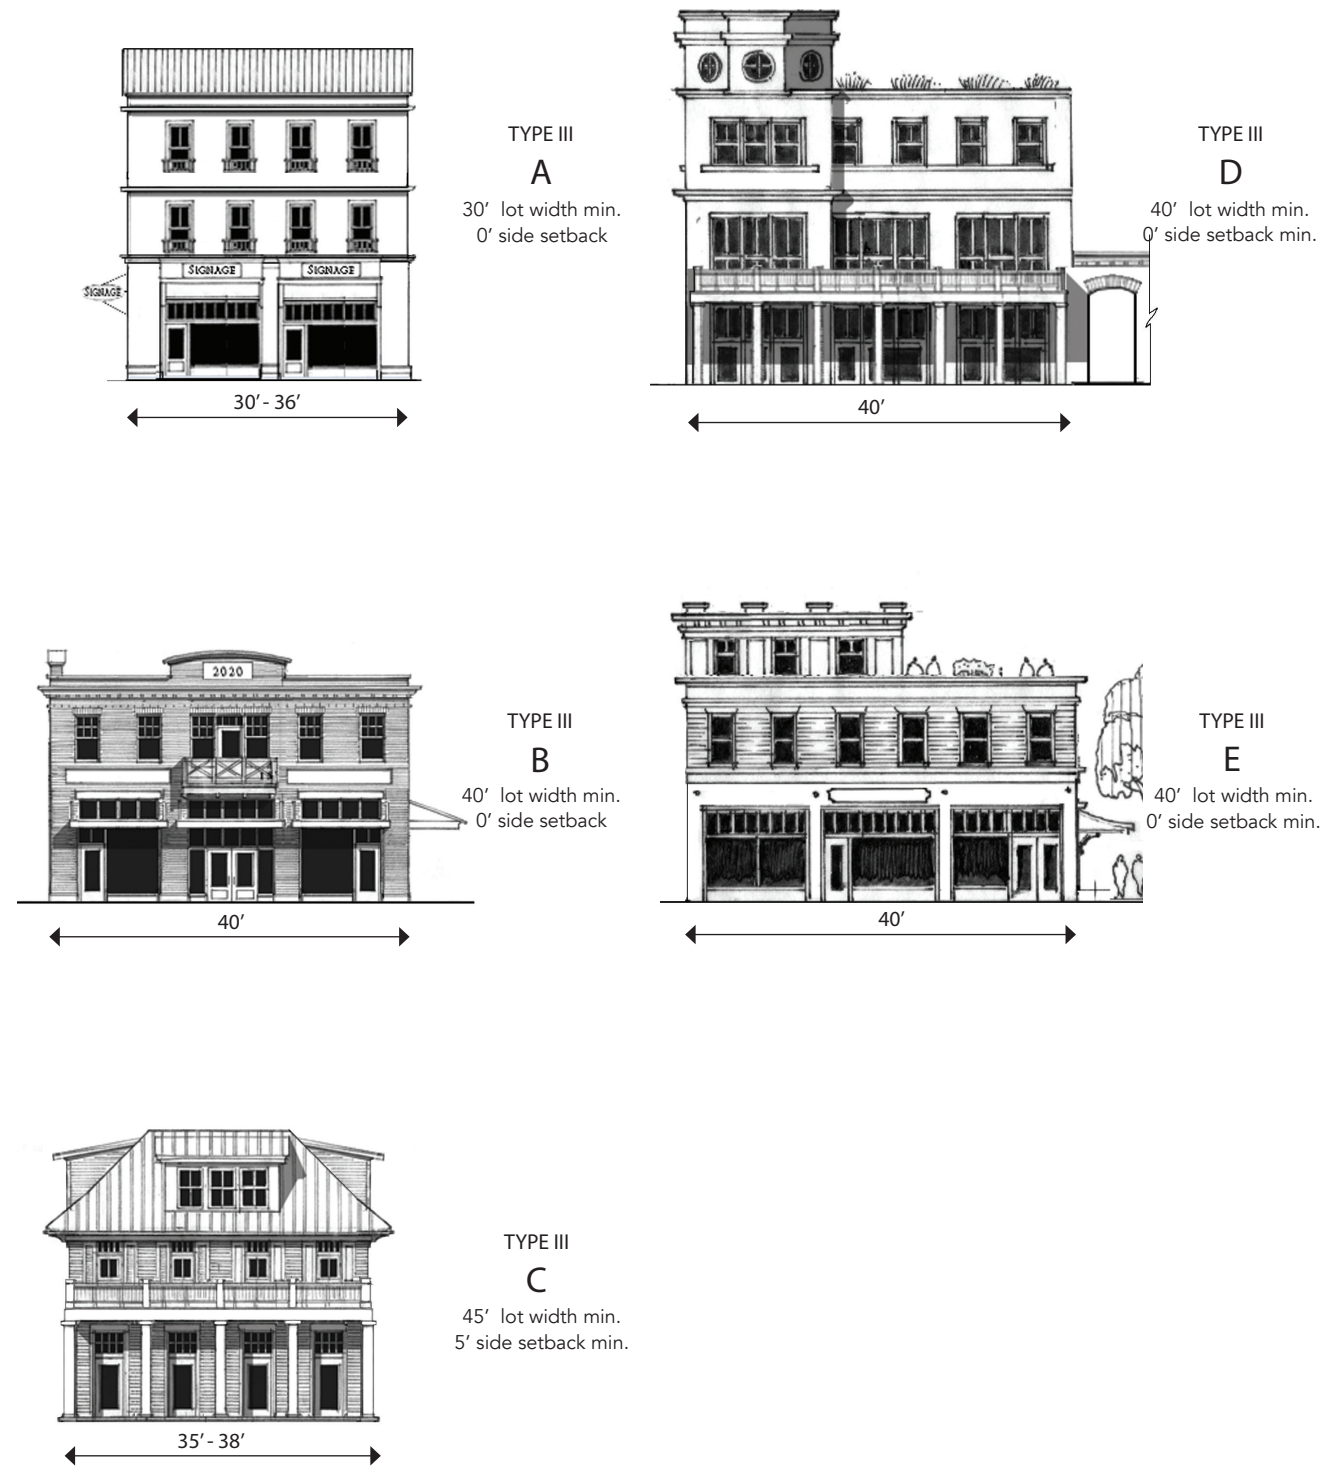 SIGNAGE
SIGNAGE
SIGNAGE
30’ - 36’
TYPE III
A
30’ lot width min.
0’ side setback
TYPE III
D
40’ lot width min.
0’ side setback min.
40’
2020
TYPE III
B
40’ lot width min.
0’ side setback
40’
TYPE III
E
40’ lot width min.
0’ side setback min.
40’
TYPE III
C
45’ lot width min.
5’ side setback min.
35’ - 38’